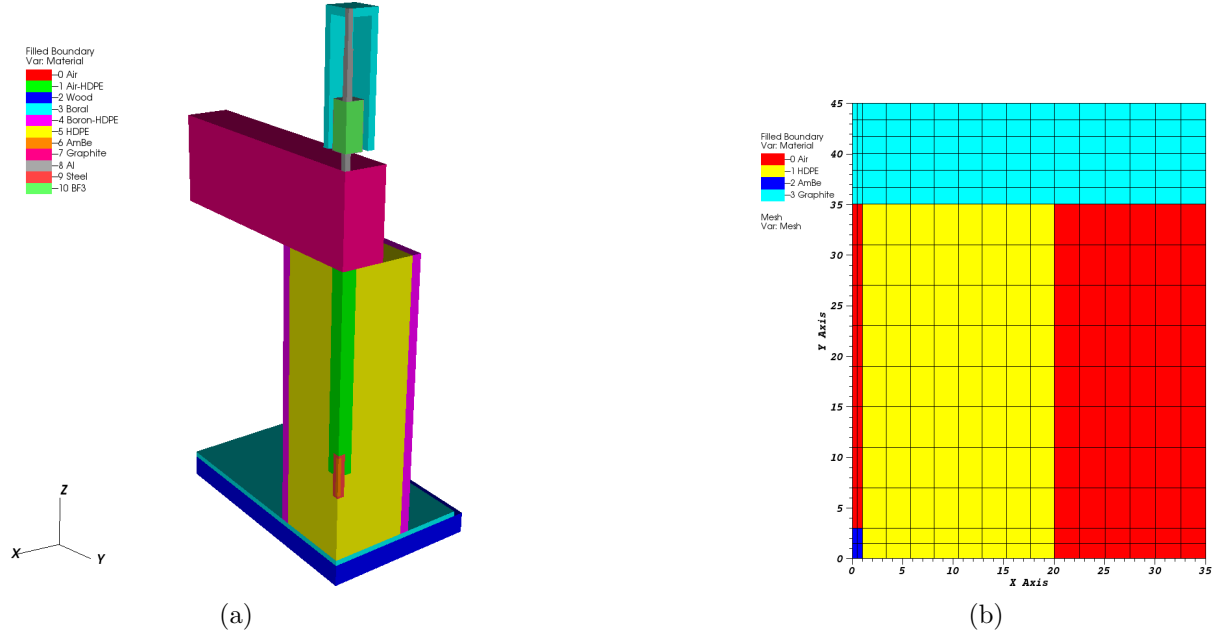 Filled Boundary
Var: Material
0 Air
1 Air-HDPE
2 Wood
3 Boral
4 Boron-HDPE
5 HDPE
6 AmBe
7 Graphite
8 Al
9 Steel
10 BF3
Z
X
Y
(a)
Filled Boundary
Var: Material
0 Air
1 HDPE
2 AmBe
3 Graphite
Mesh
Var: Mesh
45
40
35
30
25
20
15
10
5
0
Y Axis
0 5 10 15 20 25 30 35
X Axis
(b)